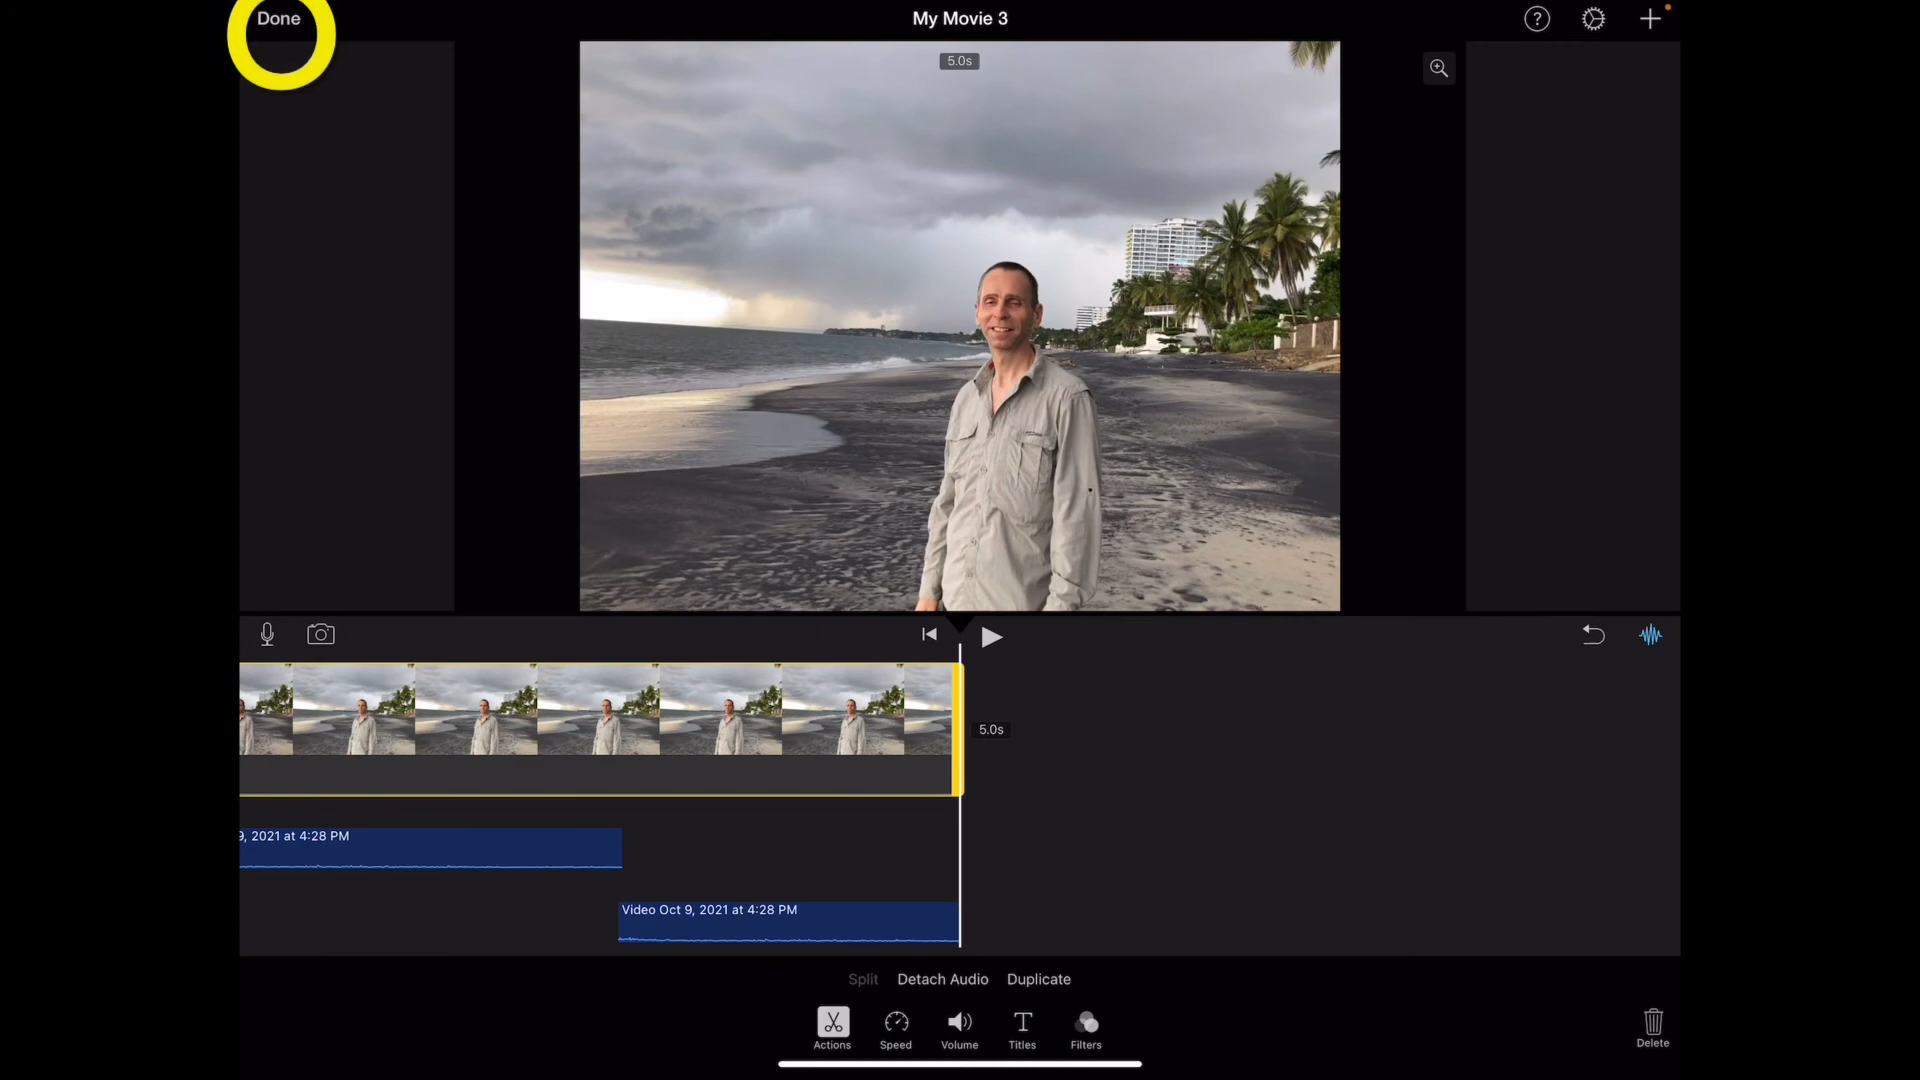 Done
My Movie 3
?
5.0s
5.0s
9, 2021 at 4:28 PM
Video Oct 9, 2021 at 4:28 PM
Split Detach Audio Duplicate
T
Actions Speed Volume Titles Filters Delete